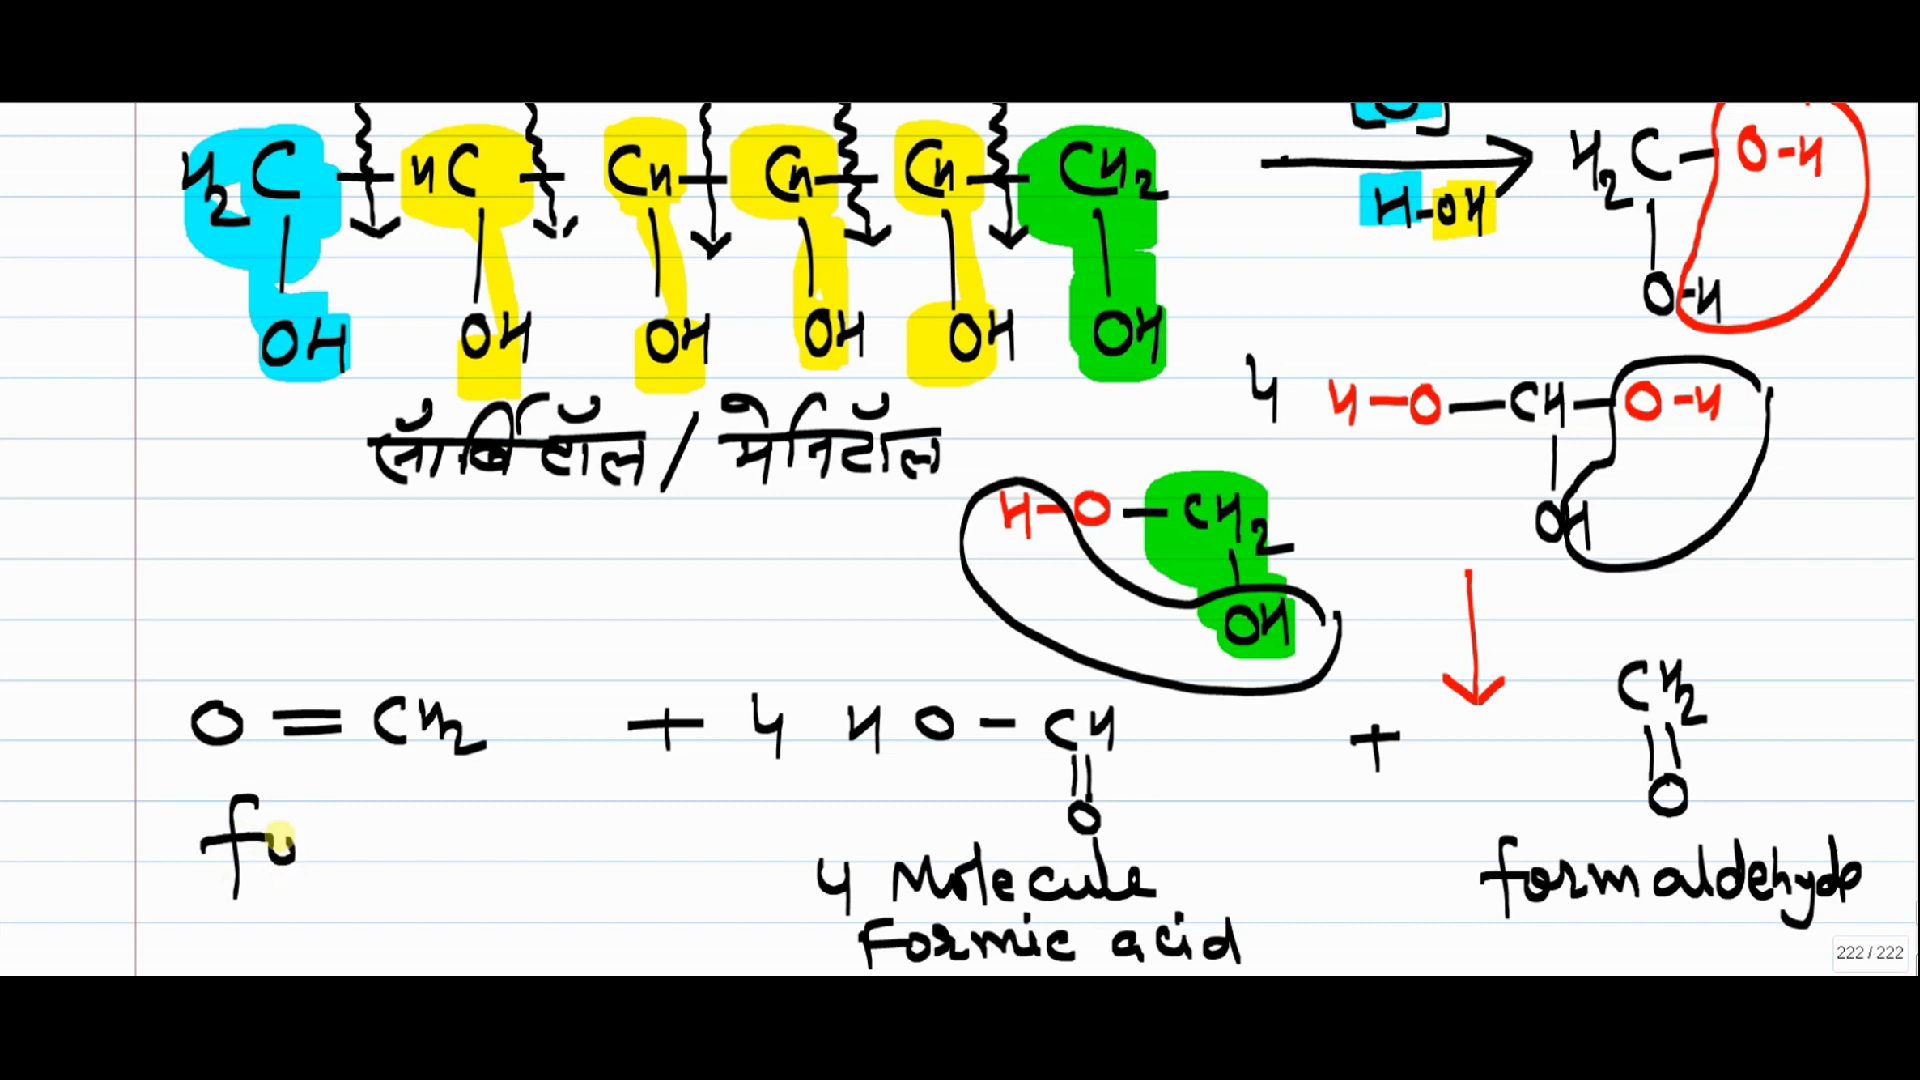 [O]
H₂C - HC - CH - CH - CH - CH₂ → H₂C - O-H
H-OH
OH OH OH OH OH OH O-H
4 H-O-CH-O-H
OH
सॉर्बिटॉल / मेनिटॉल
H-O-CH₂
OH
O = CH₂ + 4 HO - CH = O + CH₂ = O
fo
4 Molecule
Formic acid
formaldehyde
222 / 222